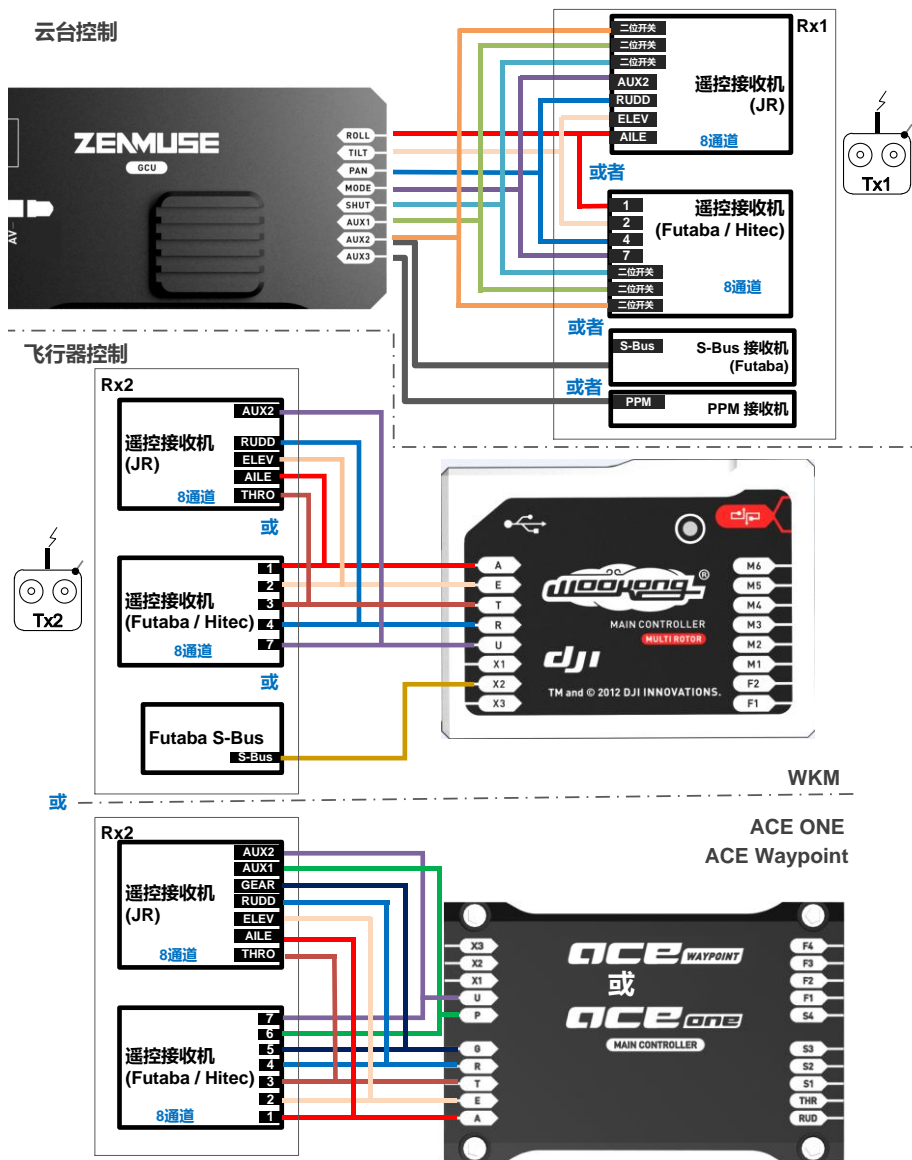 云台控制
Rx1
ZENMUSE
GCU
AV
ROLL
TILT
PAN
MODE
SHUT
AUX1
AUX2
AUX3
二位开关
二位开关
二位开关
AUX2
RUDD
ELEV
AILE
遥控接收机
(JR)
8通道
或者
Tx1
1
2
4
7
二位开关
二位开关
二位开关
遥控接收机
(Futaba / Hitec)
8通道
或者
S-Bus
S-Bus 接收机
(Futaba)
或者
PPM
PPM 接收机
飞行器控制
Rx2
遥控接收机
(JR)
8通道
AUX2
RUDD
ELEV
AILE
THRO
或
Tx2
遥控接收机
(Futaba / Hitec)
8通道
1
2
3
4
7
或
Futaba S-Bus
S-Bus
A
E
T
R
U
X1
X2
X3
wookong®
MAIN CONTROLLER
MULTI ROTOR
dji
TM and © 2012 DJI INNOVATIONS.
M6
M5
M4
M3
M2
M1
F2
F1
WKM
或
Rx2
ACE ONE
ACE Waypoint
遥控接收机
(JR)
8通道
AUX2
AUX1
GEAR
RUDD
ELEV
AILE
THRO
遥控接收机
(Futaba / Hitec)
8通道
7
6
5
4
3
2
1
X3
X2
X1
U
P
G
R
T
E
A
ace WAYPOINT
或
ace one
MAIN CONTROLLER
F4
F3
F2
F1
S4
S3
S2
S1
THR
RUD